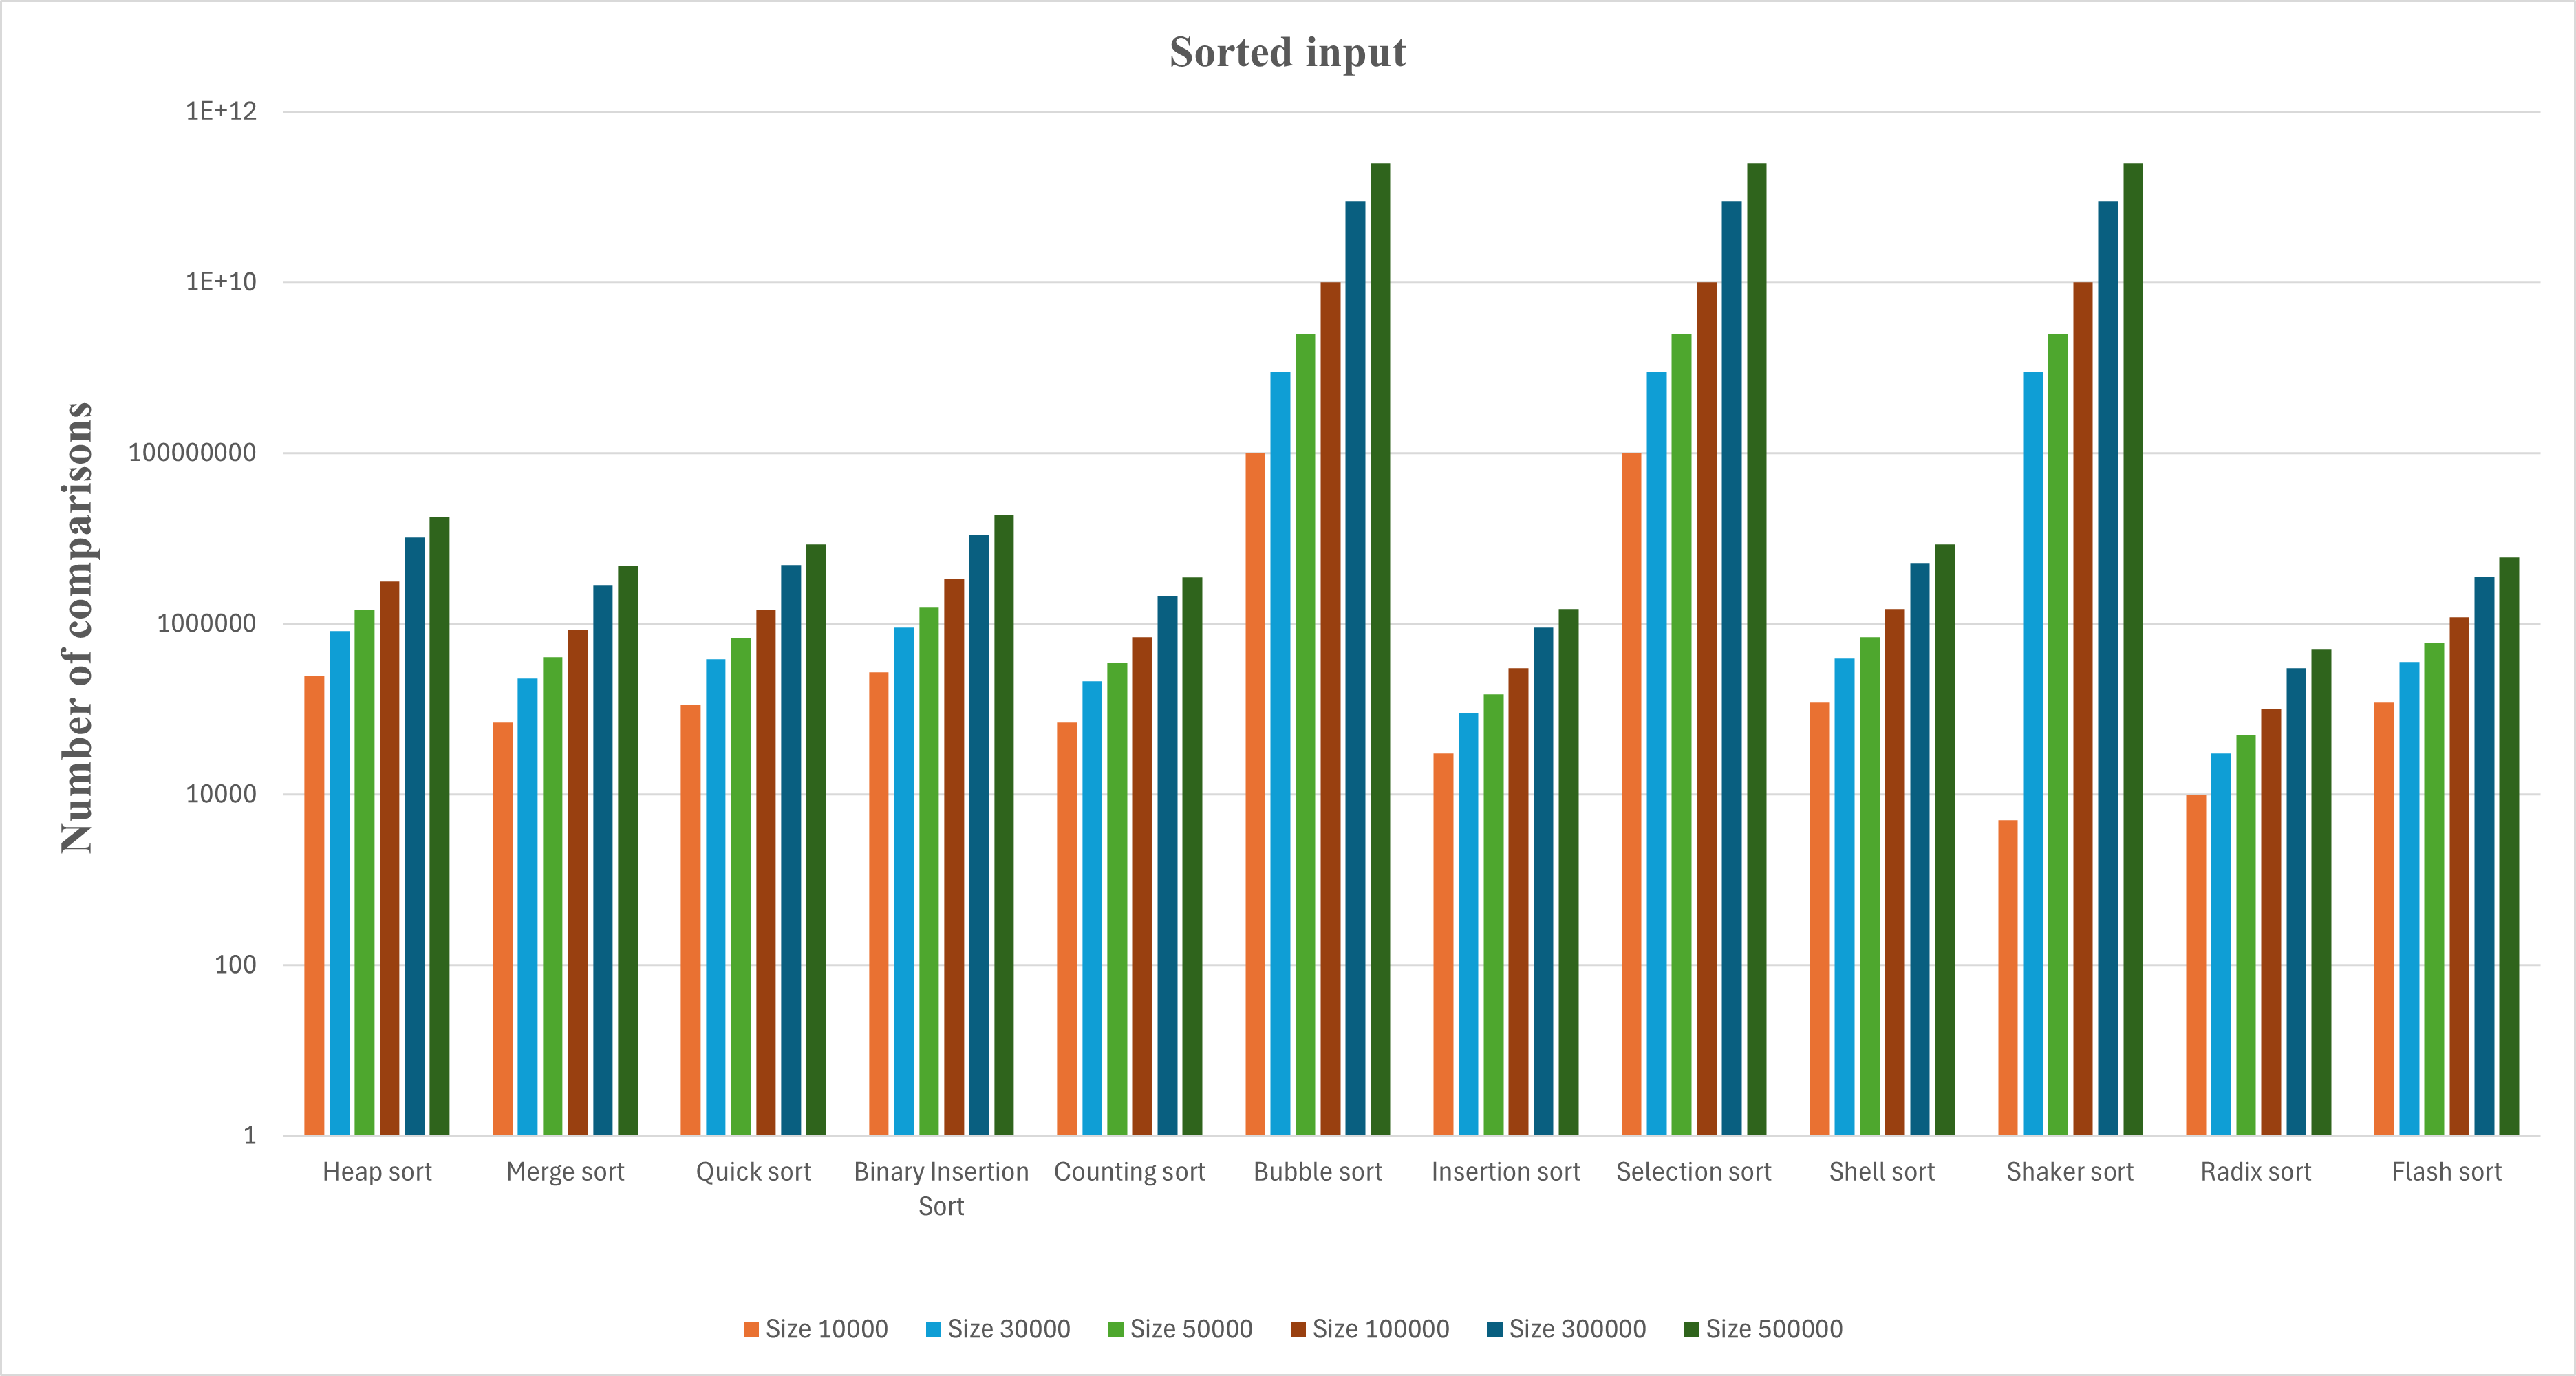 Sorted input
Number of comparisons
1E+12
1E+10
100000000
1000000
10000
100
1
Heap sort
Merge sort
Quick sort
Binary Insertion
Sort
Counting sort
Bubble sort
Insertion sort
Selection sort
Shell sort
Shaker sort
Radix sort
Flash sort
Size 10000
Size 30000
Size 50000
Size 100000
Size 300000
Size 500000